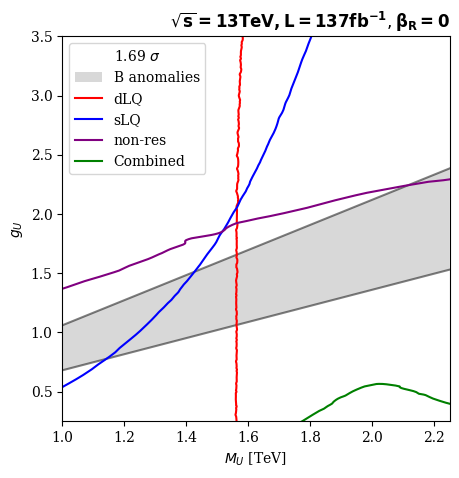 √s = 13TeV, L = 137fb⁻¹, β_R = 0
3.5
3.0
2.5
2.0
1.5
1.0
0.5
g_U
1.69 σ
B anomalies
dLQ
sLQ
non-res
Combined
1.0 1.2 1.4 1.6 1.8 2.0 2.2
M_U [TeV]